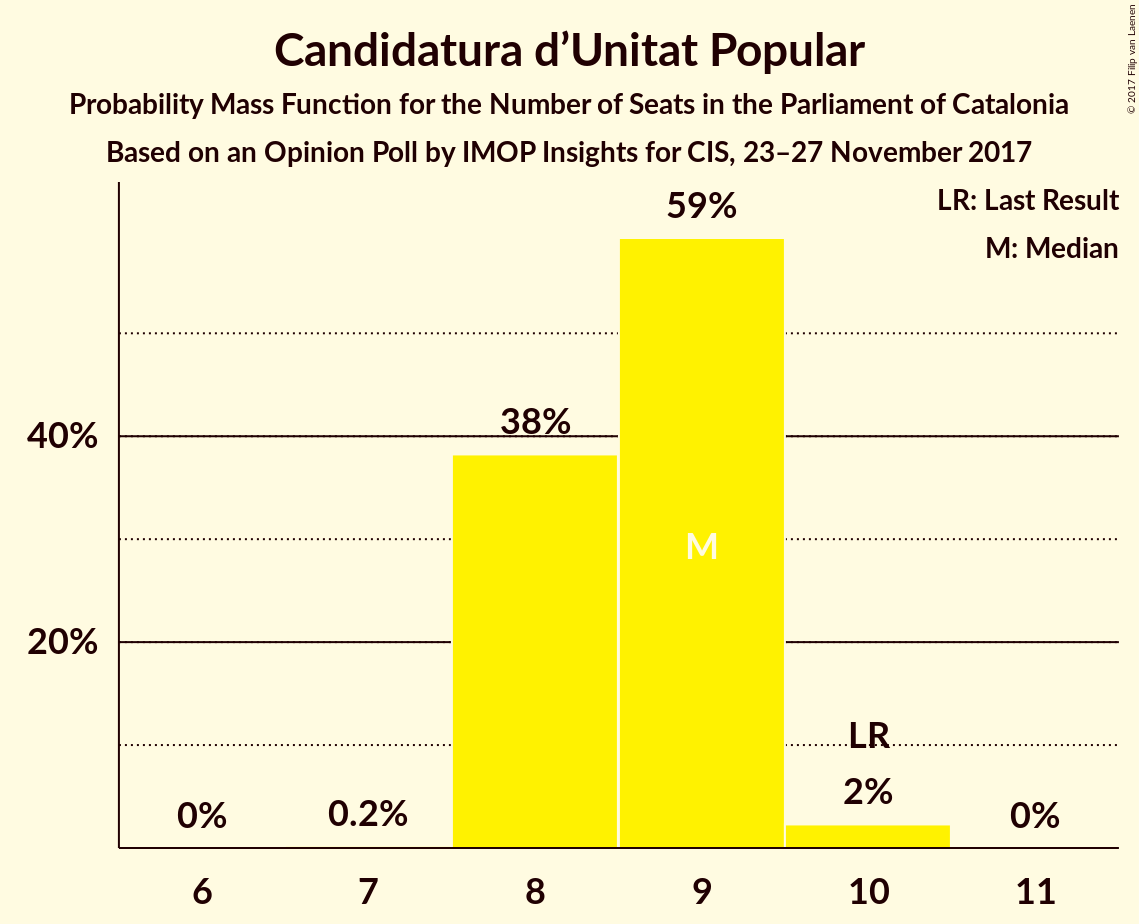 Candidatura d’Unitat Popular
Probability Mass Function for the Number of Seats in the Parliament of Catalonia
Based on an Opinion Poll by IMOP Insights for CIS, 23–27 November 2017
© 2017 Filip van Laenen
LR: Last Result
M: Median
59%
38%
40%
M
20%
LR
2%
0%
0.2%
0%
6 7 8 9 10 11